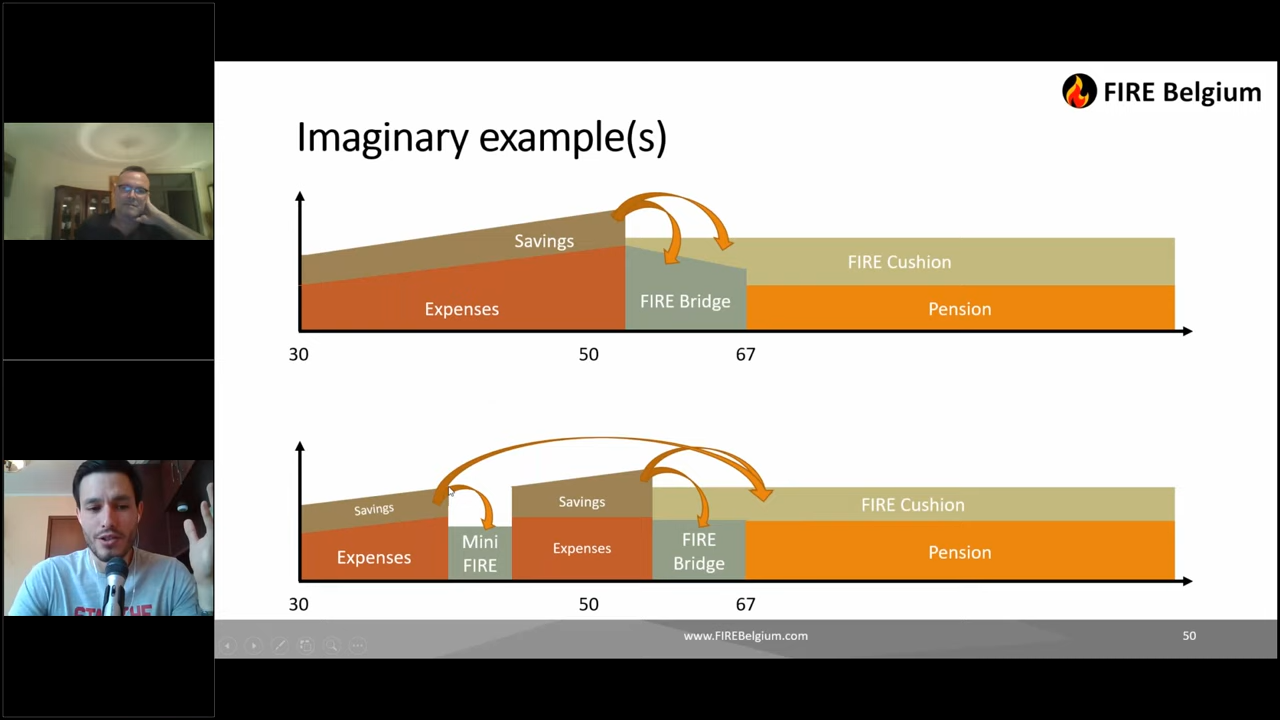 FIRE Belgium
Imaginary example(s)
Savings
Expenses
FIRE Bridge
FIRE Cushion
Pension
30
50
67
Savings
Expenses
Mini
FIRE
Savings
Expenses
FIRE
Bridge
FIRE Cushion
Pension
30
50
67
www.FIREBelgium.com
50